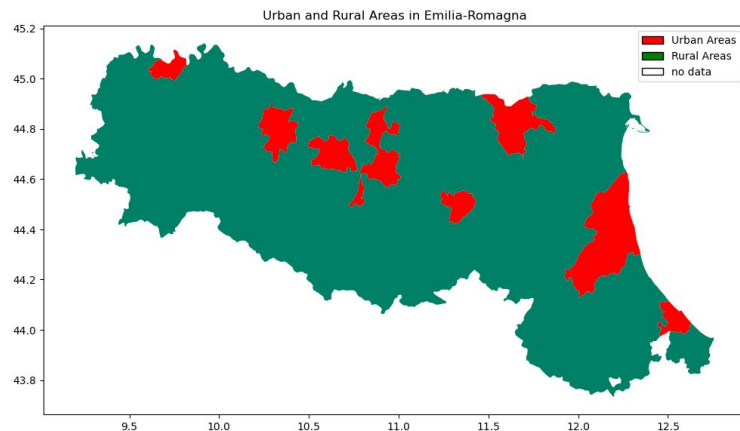 Urban and Rural Areas in Emilia-Romagna
Urban Areas
Rural Areas
no data
45.2
45.0
44.8
44.6
44.4
44.2
44.0
43.8
9.5 10.0 10.5 11.0 11.5 12.0 12.5